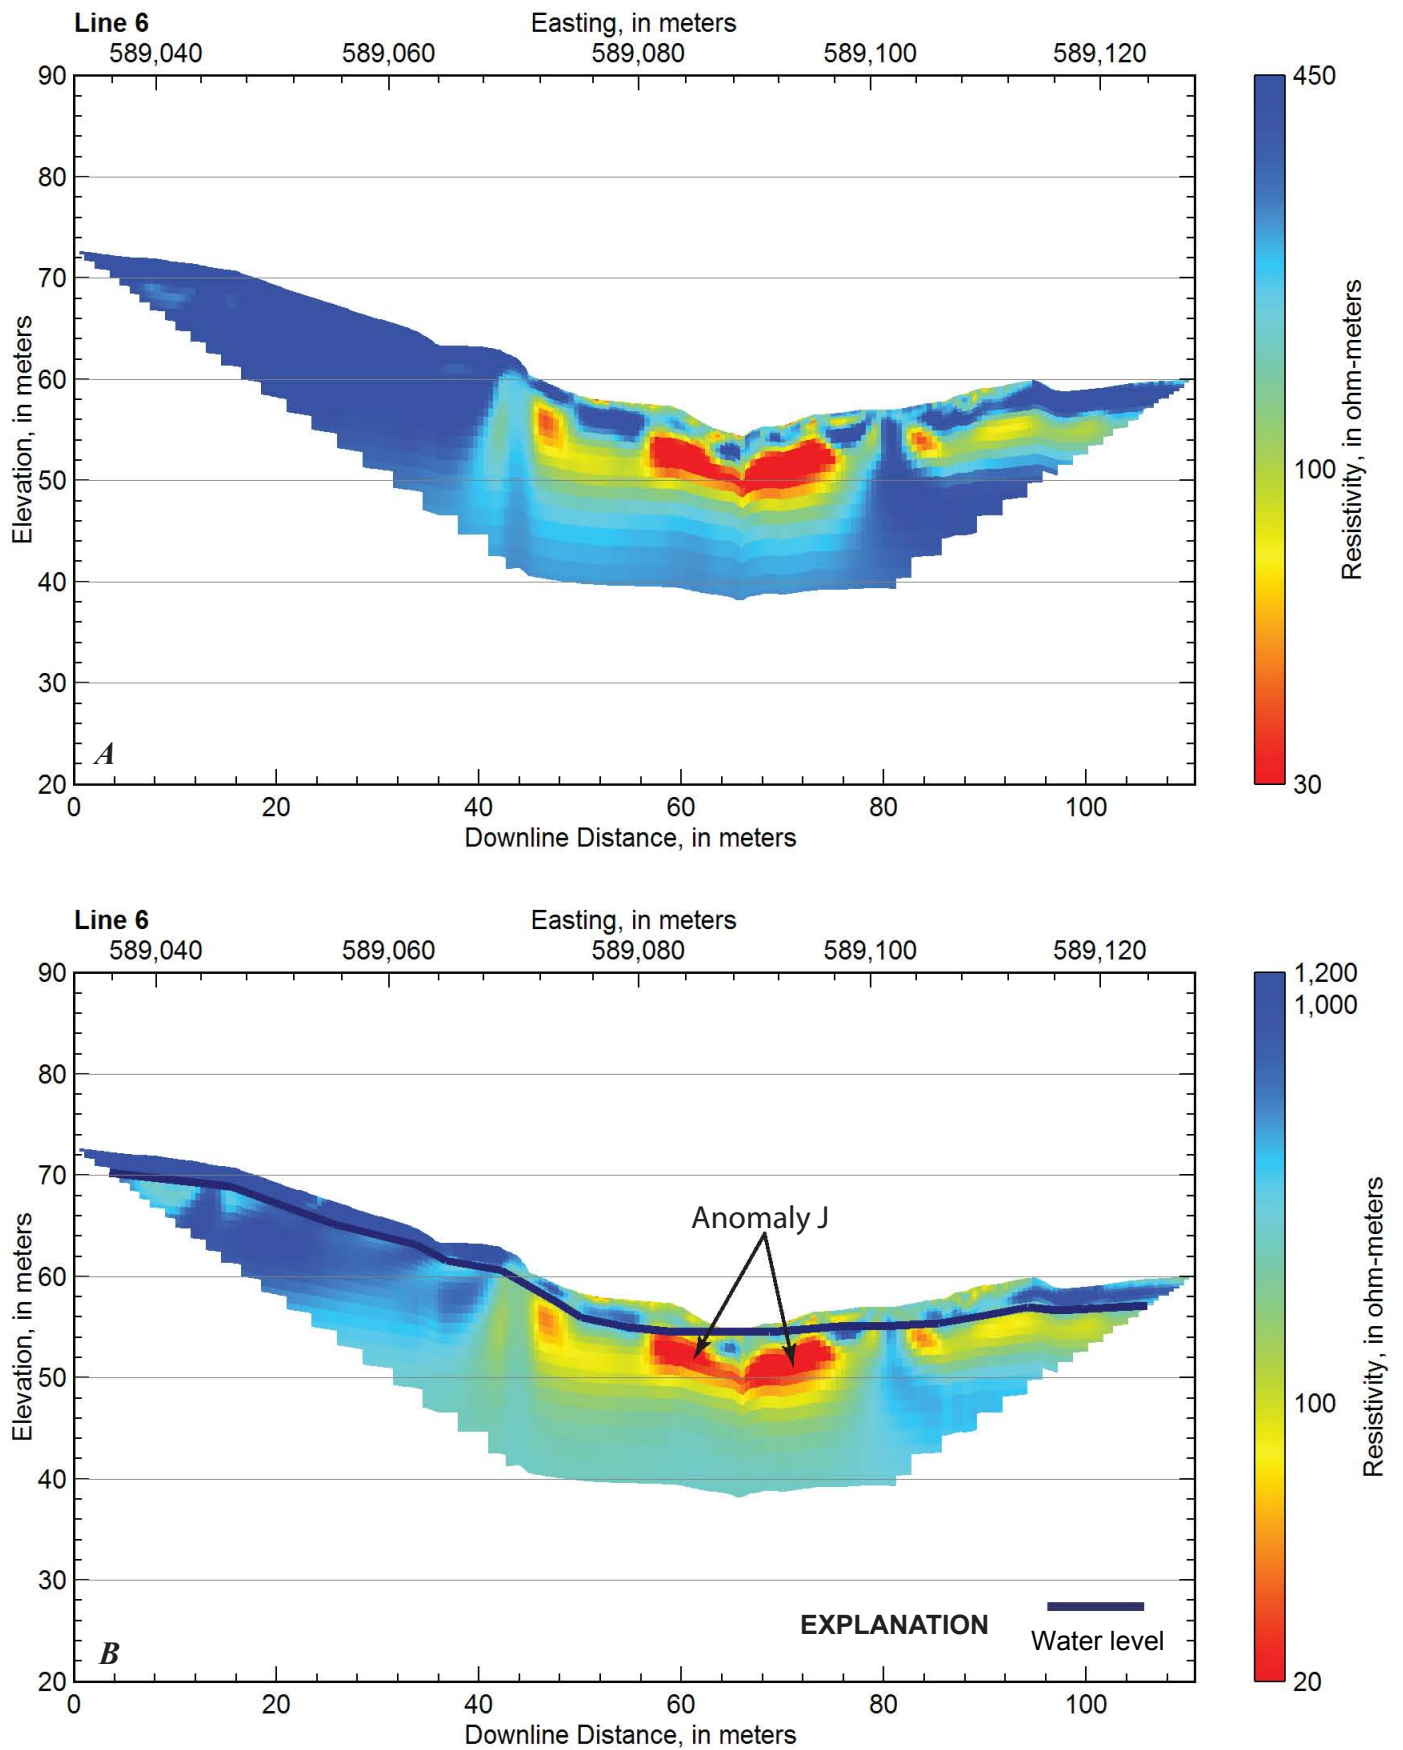 Line 6
Easting, in meters
589,040 589,060 589,080 589,100 589,120
90
80
70
60
50
40
30
20
Elevation, in meters
A
0 20 40 60 80 100
Downline Distance, in meters
450
100
30
Resistivity, in ohm-meters
Line 6
Easting, in meters
589,040 589,060 589,080 589,100 589,120
90
80
70
60
50
40
30
20
Elevation, in meters
Anomaly J
EXPLANATION
Water level
B
0 20 40 60 80 100
Downline Distance, in meters
1,200
1,000
100
20
Resistivity, in ohm-meters